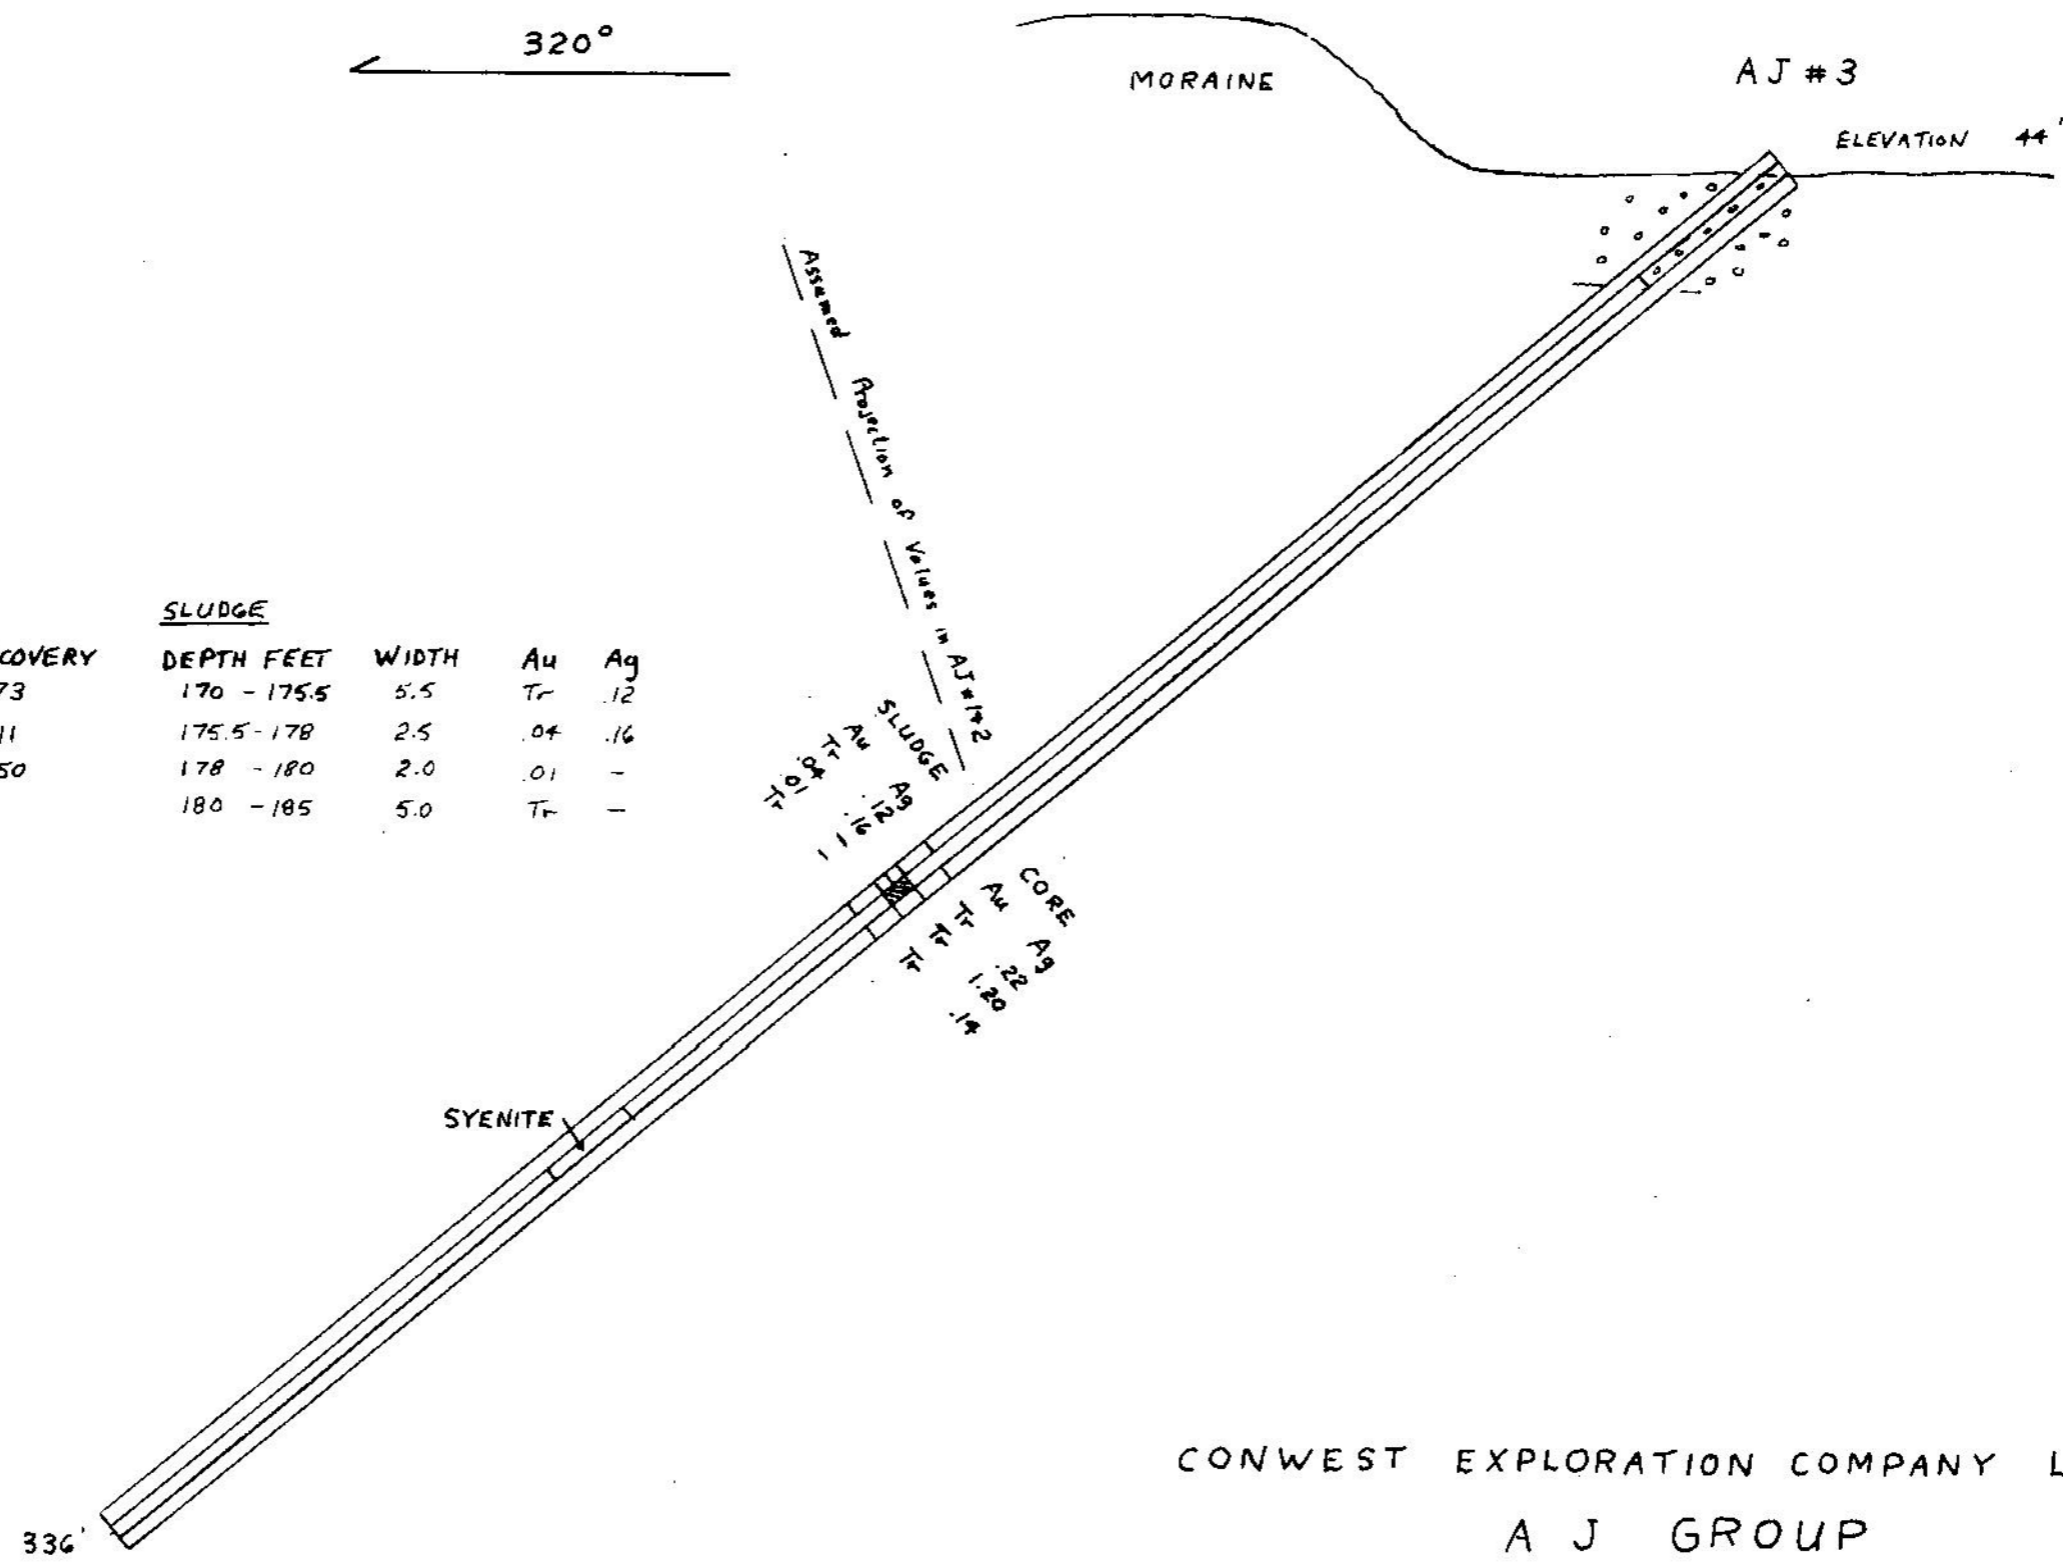 320°
MORAINE
AJ #3
ELEVATION 44'
Assumed Projection of Values in AJ#1&2
SLUDGE
COVERY DEPTH FEET WIDTH Au Ag
73 170 - 175.5 5.5 Tr .12
11 175.5 - 178 2.5 .04 .16
50 178 - 180 2.0 .01 -
180 - 185 5.0 Tr -
SLUDGE
Au Ag
Tr .12
.04 .16
.01 -
Tr -
CORE
Au Ag
Tr .22
Tr 1.20
Tr .14
SYENITE
336'
CONWEST EXPLORATION COMPANY L
A J GROUP